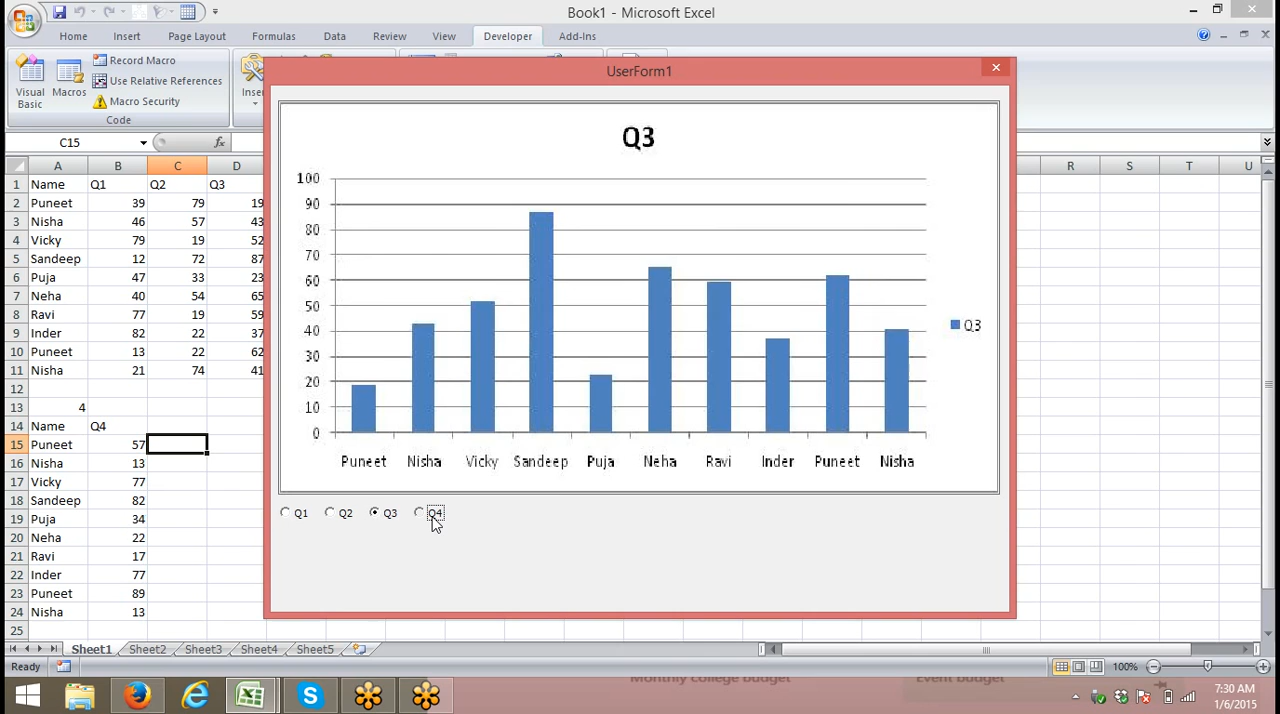 Book1 - Microsoft Excel
Home Insert Page Layout Formulas Data Review View Developer Add-Ins
Visual Basic
Macros
Record Macro
Use Relative References
Macro Security
Code
Inser
UserForm1
C15
A B C D R S T U
1 Name Q1 Q2 Q3
2 Puneet 39 79 19
3 Nisha 46 57 43
4 Vicky 79 19 52
5 Sandeep 12 72 87
6 Puja 47 33 23
7 Neha 40 54 65
8 Ravi 77 19 59
9 Inder 82 22 37
10 Puneet 13 22 62
11 Nisha 21 74 41
12
13 4
14 Name Q4
15 Puneet 57
16 Nisha 13
17 Vicky 77
18 Sandeep 82
19 Puja 34
20 Neha 22
21 Ravi 17
22 Inder 77
23 Puneet 89
24 Nisha 13
25
Q3
100
90
80
70
60
50
40
30
20
10
0
Puneet Nisha Vicky Sandeep Puja Neha Ravi Inder Puneet Nisha
Q3
Q1 Q2 Q3 Q4
Sheet1 Sheet2 Sheet3 Sheet4 Sheet5
Ready
100%
Monthly college budget
Event budget
7:30 AM
1/6/2015